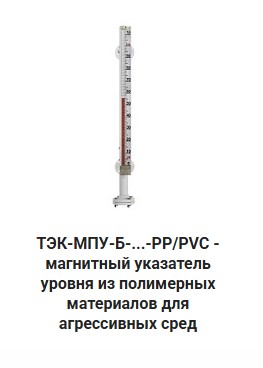 ТЭК-МПУ-Б-...-PP/PVC -
магнитный указатель
уровня из полимерных
материалов для
агрессивных сред